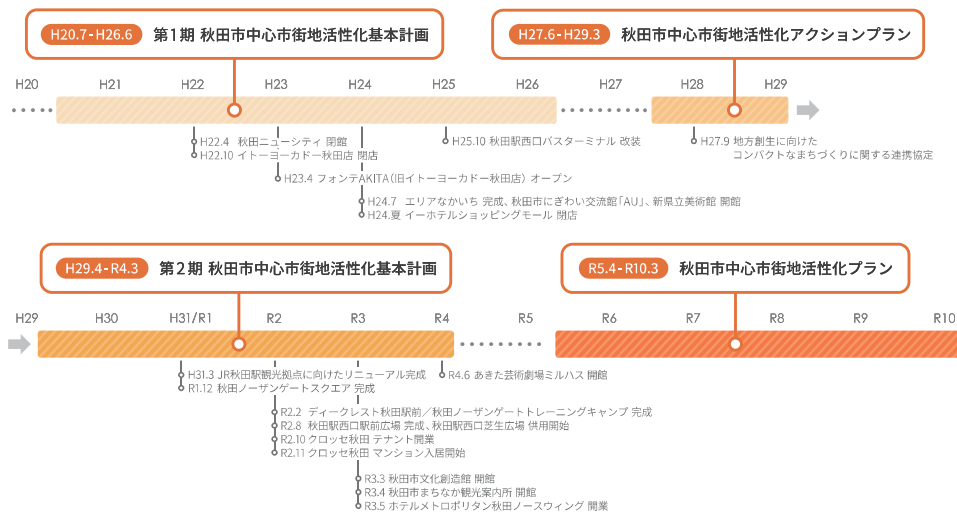 H20.7-H26.6 第1期 秋田市中心市街地活性化基本計画
H27.6-H29.3 秋田市中心市街地活性化アクションプラン
H20 H21 H22 H23 H24 H25 H26 H27 H28 H29
H22.4 秋田ニューシティ 閉館
H22.10 イトーヨーカドー秋田店 閉店
H23.4 フォンテAKITA(旧イトーヨーカドー秋田店) オープン
H24.7 エリアなかいち 完成、秋田市にぎわい交流館「AU」、新県立美術館 開館
H24.夏 イーホテルショッピングモール 閉店
H25.10 秋田駅西口バスターミナル 改装
H27.9 地方創生に向けた
コンパクトなまちづくりに関する連携協定
H29.4-R4.3 第2期 秋田市中心市街地活性化基本計画
R5.4-R10.3 秋田市中心市街地活性化プラン
H29 H30 H31/R1 R2 R3 R4 R5 R6 R7 R8 R9 R10
H31.3 JR秋田駅観光拠点に向けたリニューアル完成
R1.12 秋田ノーザンゲートスクエア 完成
R4.6 あきた芸術劇場ミルハス 開館
R2.2 ディークレスト秋田駅前/秋田ノーザンゲートトレーニングキャンプ 完成
R2.8 秋田駅西口駅前広場 完成、秋田駅西口芝生広場 供用開始
R2.10 クロッセ秋田 テナント開業
R2.11 クロッセ秋田 マンション入居開始
R3.3 秋田市文化創造館 開館
R3.4 秋田市まちなか観光案内所 開館
R3.5 ホテルメトロポリタン秋田ノースウィング 開業